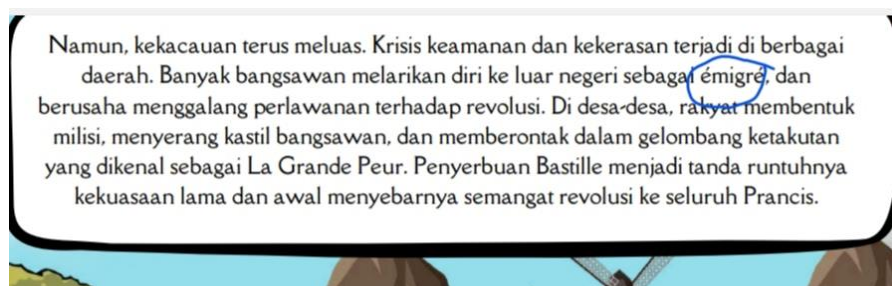 Namun, kekacauan terus meluas. Krisis keamanan dan kekerasan terjadi di berbagai
daerah. Banyak bangsawan melarikan diri ke luar negeri sebagai émigré, dan
berusaha menggalang perlawanan terhadap revolusi. Di desa-desa, rakyat membentuk
milisi, menyerang kastil bangsawan, dan memberontak dalam gelombang ketakutan
yang dikenal sebagai La Grande Peur. Penyerbuan Bastille menjadi tanda runtuhnya
kekuasaan lama dan awal menyebarnya semangat revolusi ke seluruh Prancis.